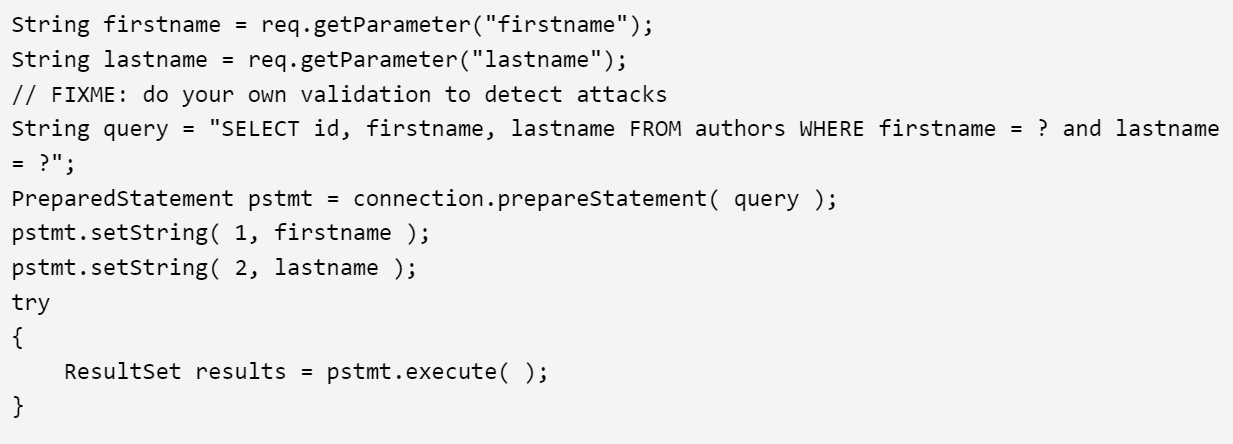 String firstname = req.getParameter("firstname");
String lastname = req.getParameter("lastname");
// FIXME: do your own validation to detect attacks
String query = "SELECT id, firstname, lastname FROM authors WHERE firstname = ? and lastname
= ?";
PreparedStatement pstmt = connection.prepareStatement( query );
pstmt.setString( 1, firstname );
pstmt.setString( 2, lastname );
try
{
    ResultSet results = pstmt.execute( );
}